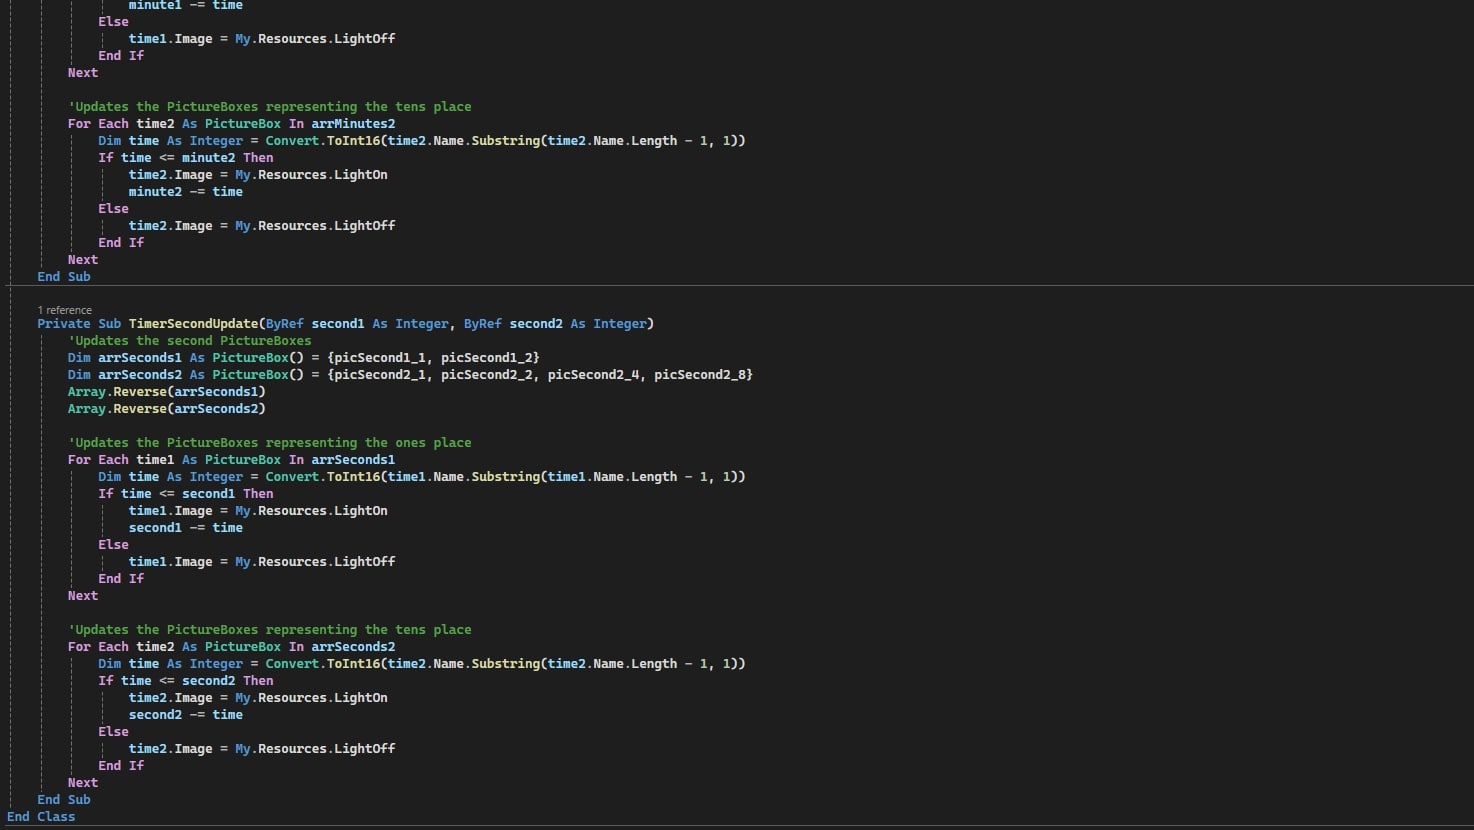 minute1 -= time
Else
time1.Image = My.Resources.LightOff
End If
Next
'Updates the PictureBoxes representing the tens place
For Each time2 As PictureBox In arrMinutes2
Dim time As Integer = Convert.ToInt16(time2.Name.Substring(time2.Name.Length - 1, 1))
If time <= minute2 Then
time2.Image = My.Resources.LightOn
minute2 -= time
Else
time2.Image = My.Resources.LightOff
End If
Next
End Sub
1 reference
Private Sub TimerSecondUpdate(ByRef second1 As Integer, ByRef second2 As Integer)
'Updates the second PictureBoxes
Dim arrSeconds1 As PictureBox() = {picSecond1_1, picSecond1_2}
Dim arrSeconds2 As PictureBox() = {picSecond2_1, picSecond2_2, picSecond2_4, picSecond2_8}
Array.Reverse(arrSeconds1)
Array.Reverse(arrSeconds2)
'Updates the PictureBoxes representing the ones place
For Each time1 As PictureBox In arrSeconds1
Dim time As Integer = Convert.ToInt16(time1.Name.Substring(time1.Name.Length - 1, 1))
If time <= second1 Then
time1.Image = My.Resources.LightOn
second1 -= time
Else
time1.Image = My.Resources.LightOff
End If
Next
'Updates the PictureBoxes representing the tens place
For Each time2 As PictureBox In arrSeconds2
Dim time As Integer = Convert.ToInt16(time2.Name.Substring(time2.Name.Length - 1, 1))
If time <= second2 Then
time2.Image = My.Resources.LightOn
second2 -= time
Else
time2.Image = My.Resources.LightOff
End If
Next
End Sub
End Class